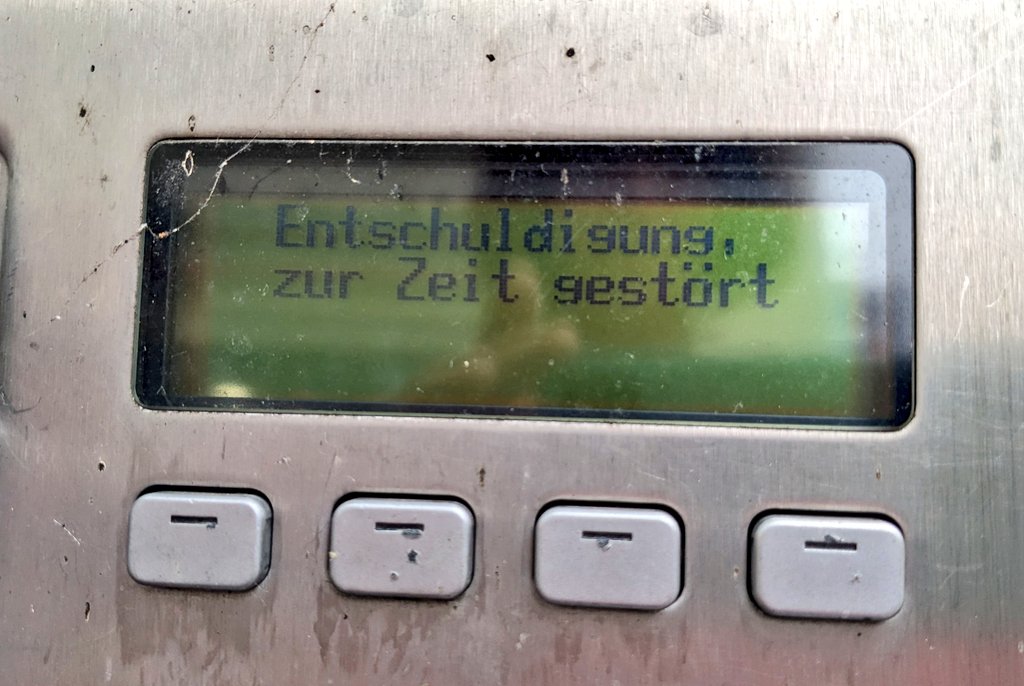 Entschuldigung,
zur Zeit gestört